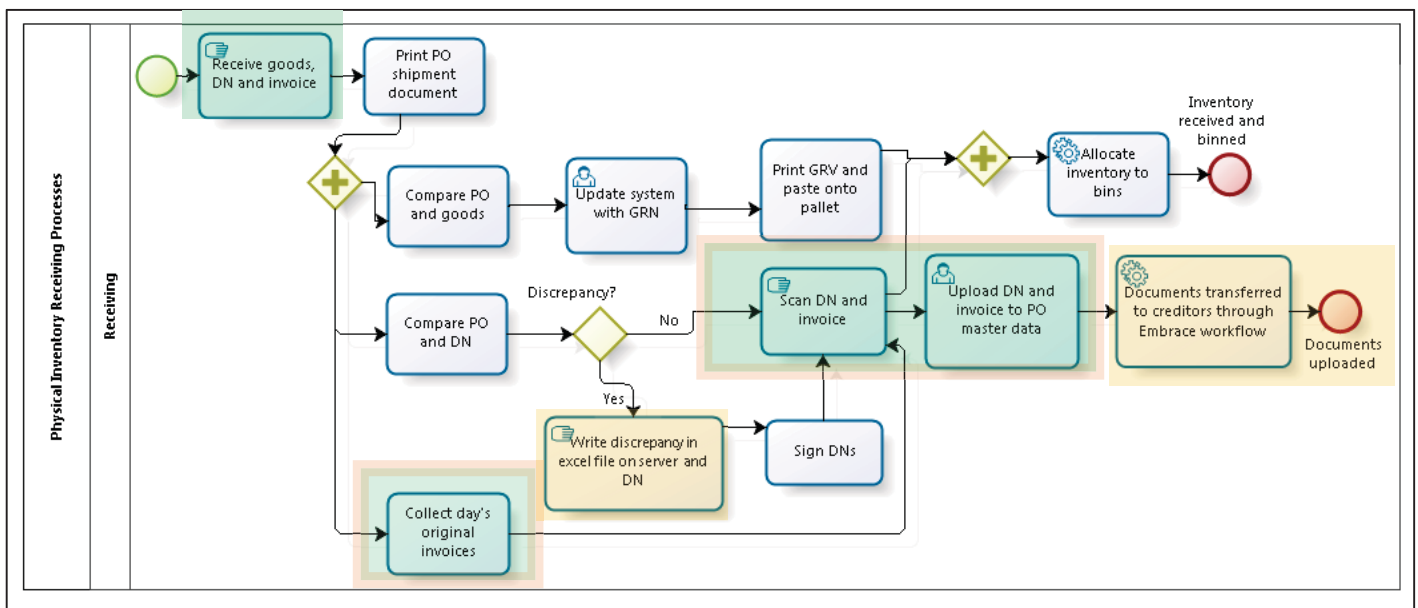 Physical Inventory Receiving Processes
Receiving
Receive goods,
DN and invoice
Print PO
shipment
document
Compare PO
and goods
Update system
with GRN
Print GRV and
paste onto
pallet
Allocate
inventory to
bins
Inventory
received and
binned
Compare PO
and DN
Discrepancy?
No
Yes
Scan DN and
invoice
Upload DN and
invoice to PO
master data
Documents transferred
to creditors through
Embrace workflow
Documents
uploaded
Write discrepancy in
excel file on server and
DN
Sign DNs
Collect day's
original
invoices